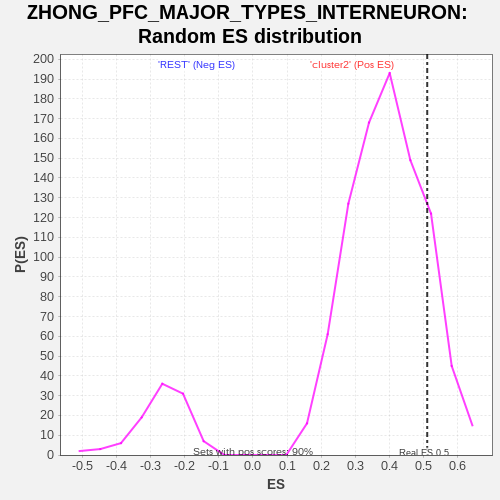 ZHONG_PFC_MAJOR_TYPES_INTERNEURON:
Random ES distribution
'REST' (Neg ES)
'cluster2' (Pos ES)
200
190
180
170
160
150
140
130
120
110
100
90
80
70
60
50
40
30
20
10
0
P(ES)
Sets with pos scores: 90%
Real ES 0.5
-0.5 -0.4 -0.3 -0.2 -0.1 0.0 0.1 0.2 0.3 0.4 0.5 0.6
ES